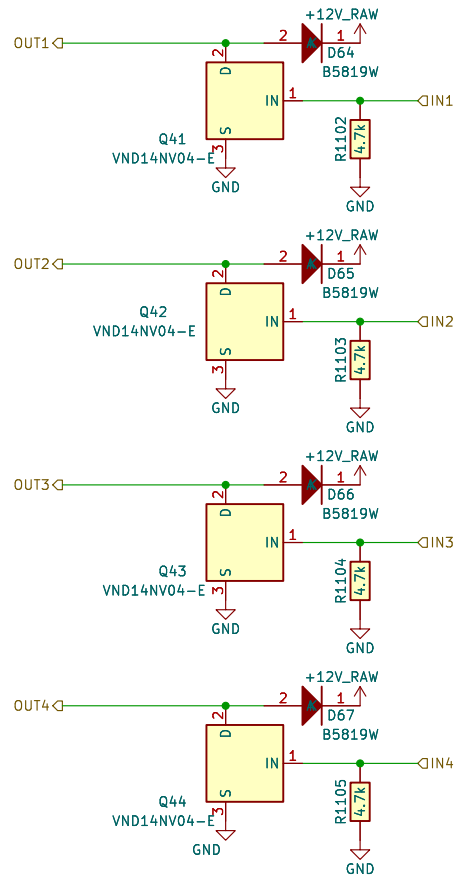 +12V_RAW
OUT1
2
1
D64
B5819W
2
D
A
IN
1
IN1
Q41
VND14NV04-E
S
3
R1102
4.7k
GND
GND
+12V_RAW
OUT2
2
1
D65
B5819W
2
D
A
IN
1
IN2
Q42
VND14NV04-E
S
3
R1103
4.7k
GND
GND
+12V_RAW
OUT3
2
1
D66
B5819W
2
D
A
IN
1
IN3
Q43
VND14NV04-E
S
3
R1104
4.7k
GND
GND
+12V_RAW
OUT4
2
1
D67
B5819W
2
D
A
IN
1
IN4
Q44
VND14NV04-E
S
3
R1105
4.7k
GND
GND